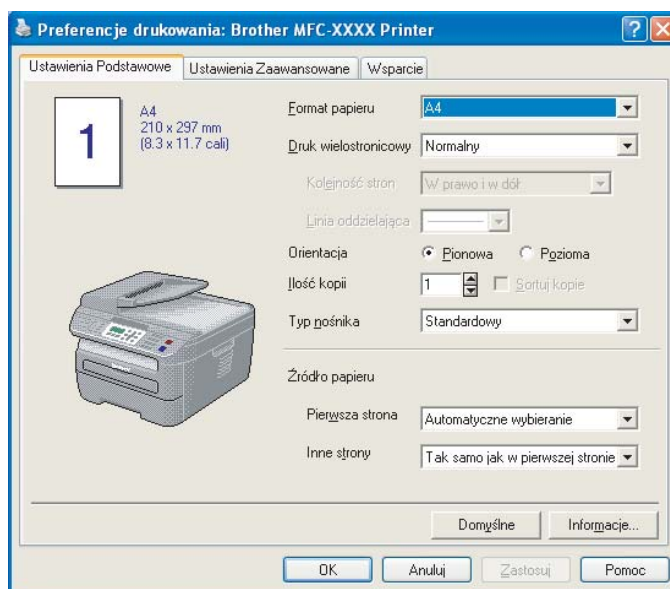 Preferencje drukowania: Brother MFC-XXXX Printer
Ustawienia Podstawowe
Ustawienia Zaawansowane
Wsparcie
1
A4
210 x 297 mm
(8.3 x 11.7 cali)
Format papieru
A4
Druk wielostronicowy
Normalny
Kolejność stron
W prawo i w dół
Linia oddzielająca
Orientacja
Pionowa
Pozioma
Ilość kopii
1
Sortuj kopie
Typ nośnika
Standardowy
Źródło papieru
Pierwsza strona
Automatyczne wybieranie
Inne strony
Tak samo jak w pierwszej stronie
Domyślne
Informacje...
OK
Anuluj
Zastosuj
Pomoc